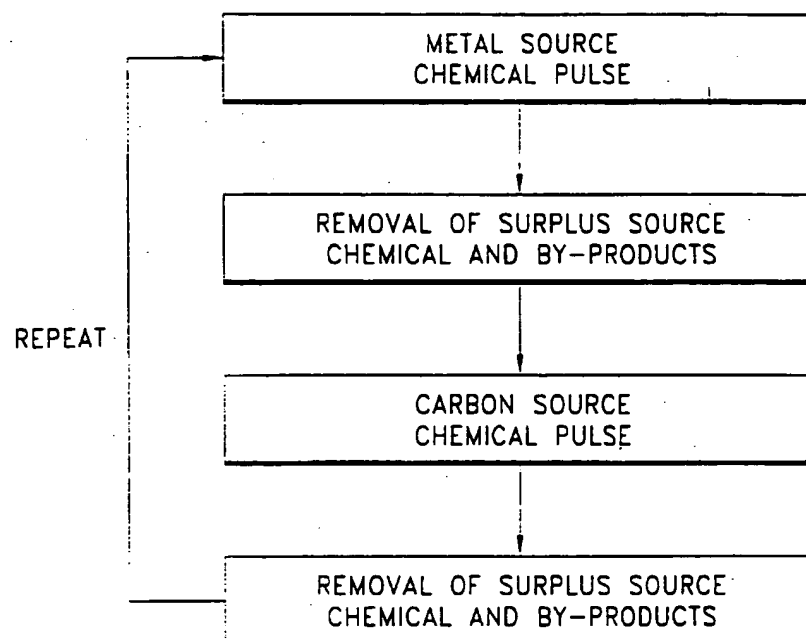 METAL SOURCE
CHEMICAL PULSE
REMOVAL OF SURPLUS SOURCE
CHEMICAL AND BY-PRODUCTS
REPEAT
CARBON SOURCE
CHEMICAL PULSE
REMOVAL OF SURPLUS SOURCE
CHEMICAL AND BY-PRODUCTS